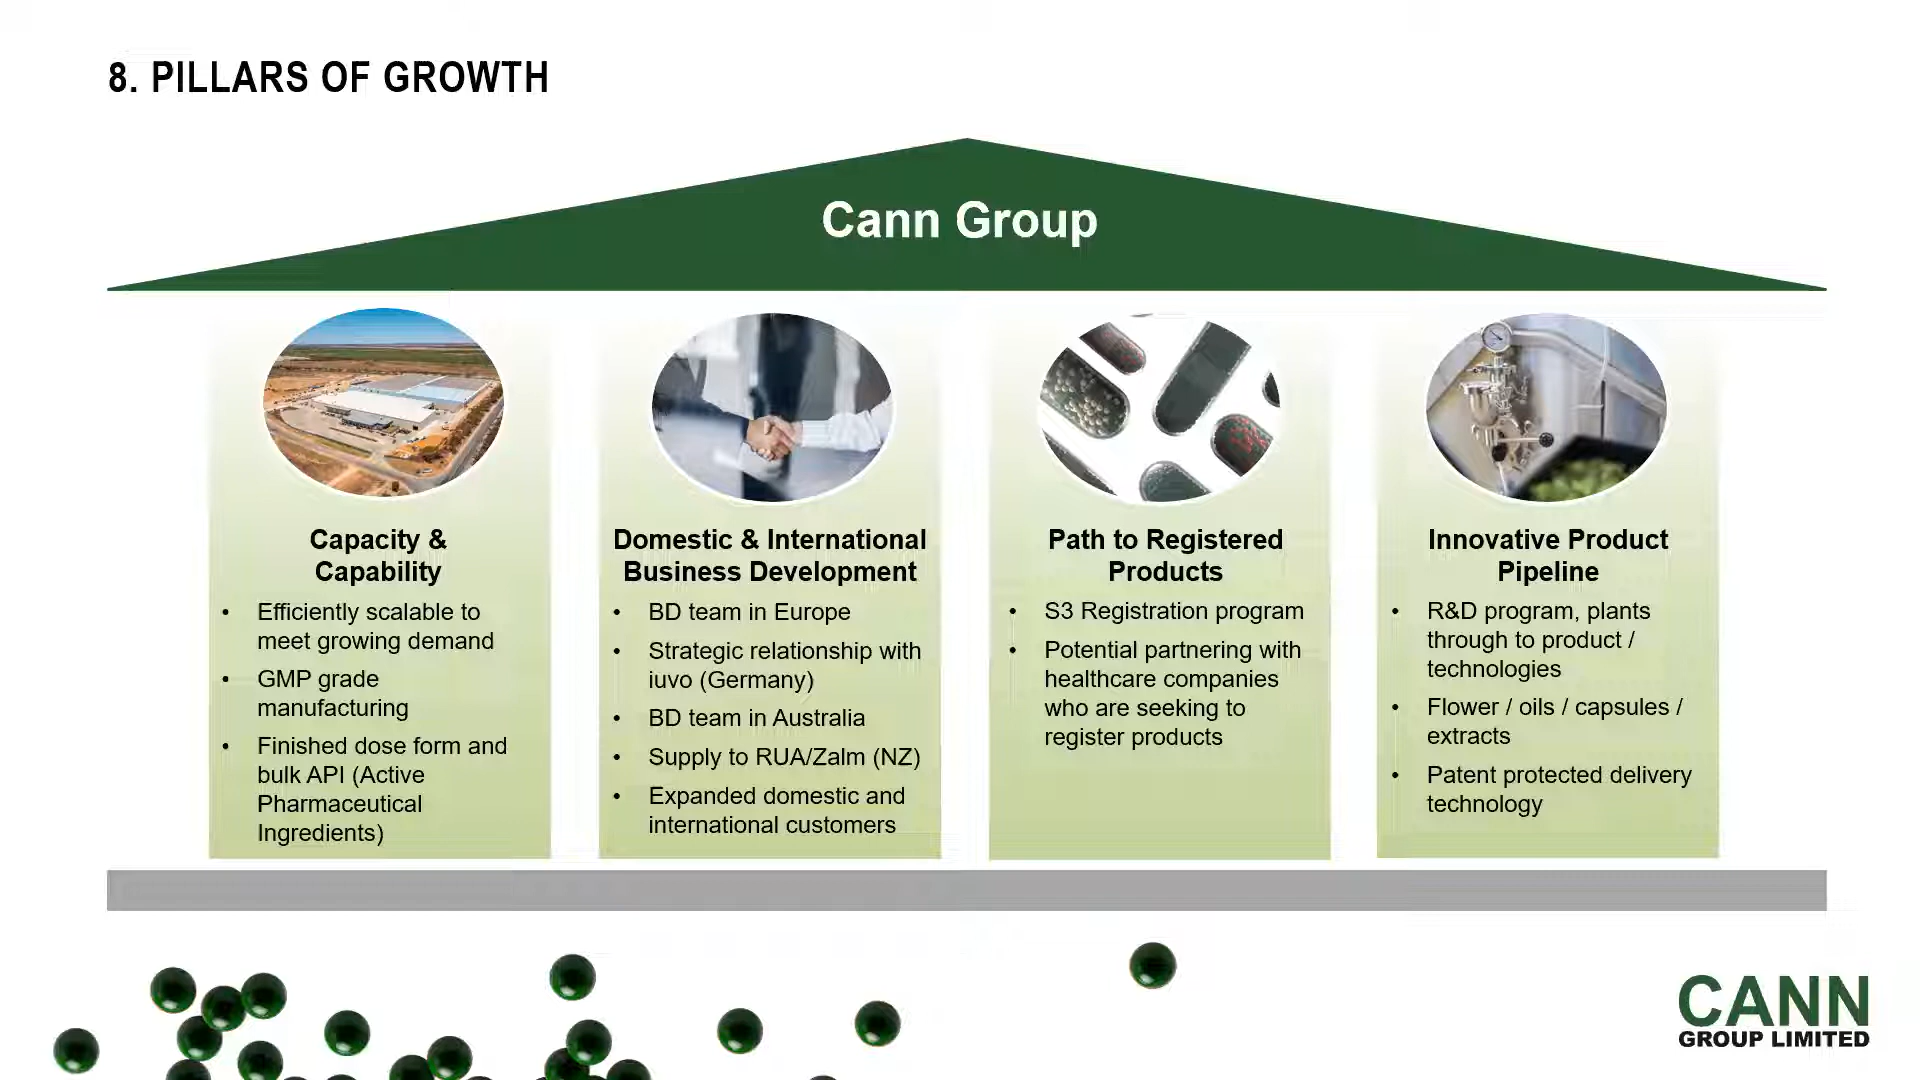 8. PILLARS OF GROWTH
Cann Group
Capacity &
Capability
• Efficiently scalable to
meet growing demand
• GMP grade
manufacturing
• Finished dose form and
bulk API (Active
Pharmaceutical
Ingredients)
Domestic & International
Business Development
• BD team in Europe
• Strategic relationship with
iuvo (Germany)
• BD team in Australia
• Supply to RUA/Zalm (NZ)
• Expanded domestic and
international customers
Path to Registered
Products
• S3 Registration program
• Potential partnering with
healthcare companies
who are seeking to
register products
Innovative Product
Pipeline
• R&D program, plants
through to product /
technologies
• Flower / oils / capsules /
extracts
• Patent protected delivery
technology
CANN
GROUP LIMITED